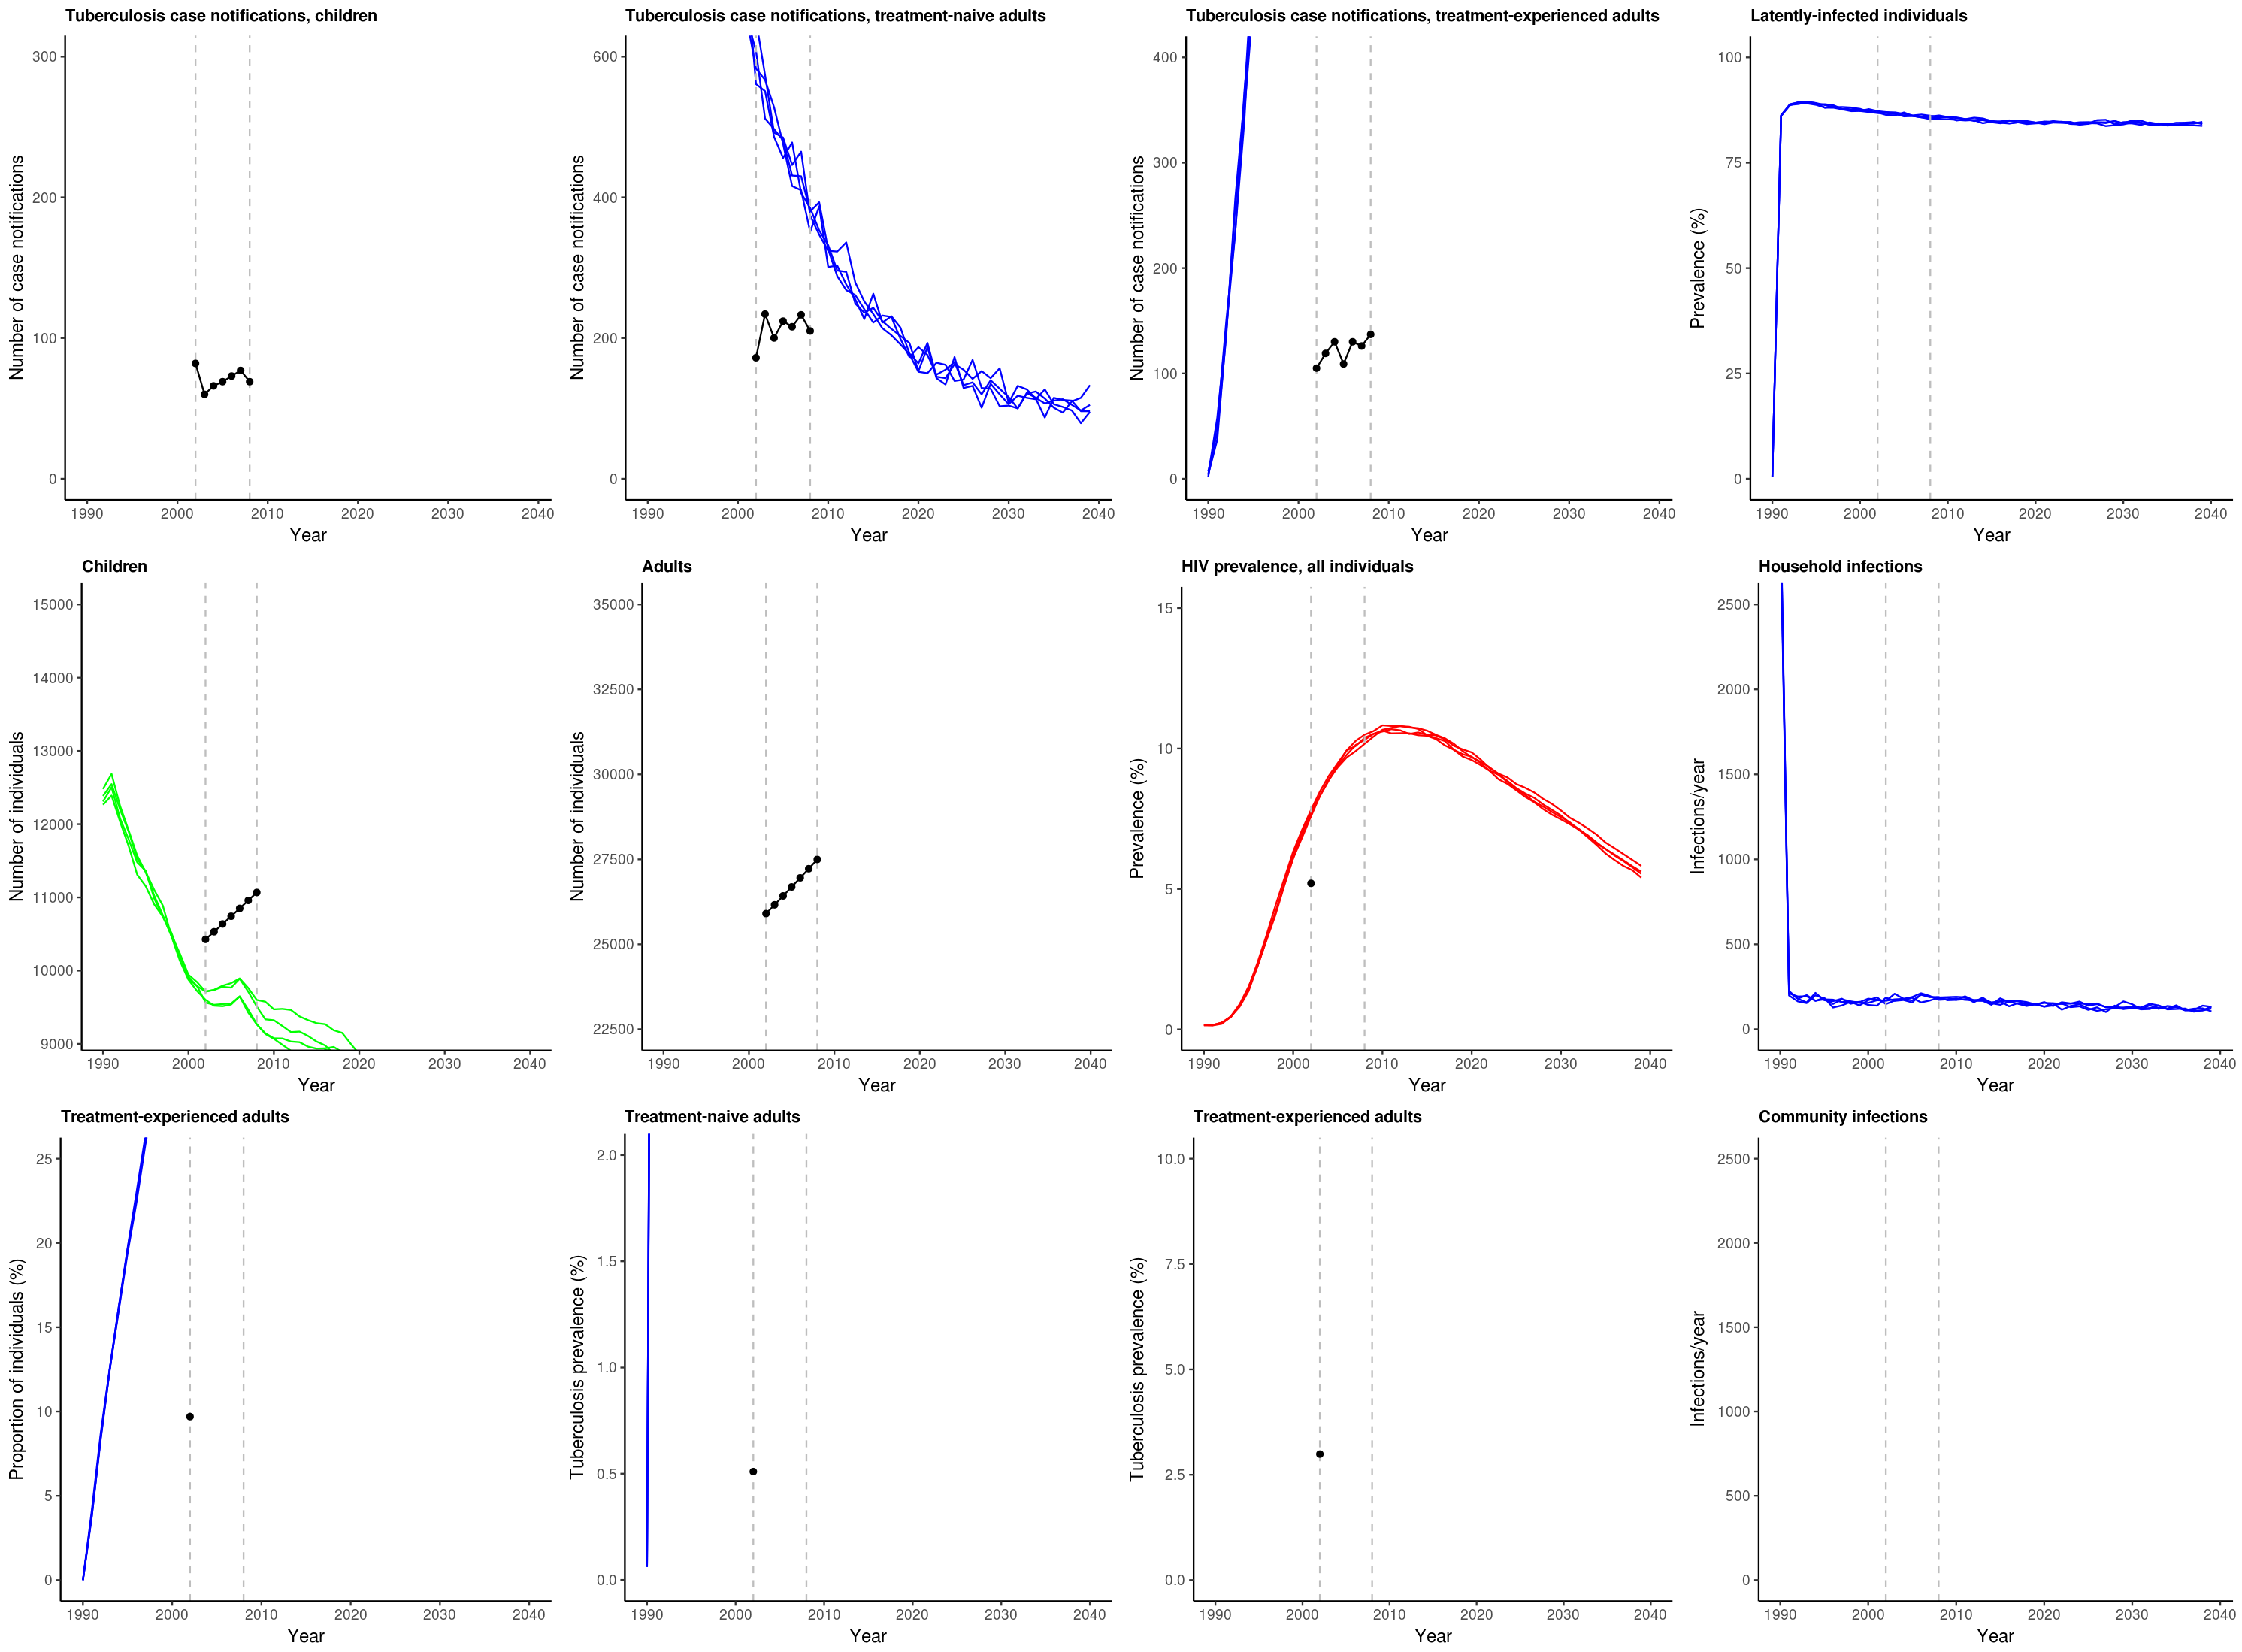 Tuberculosis case notifications, children
Number of case notifications
300
200
100
0
1990 2000 2010 2020 2030 2040
Year
Tuberculosis case notifications, treatment-naive adults
Number of case notifications
600
400
200
0
1990 2000 2010 2020 2030 2040
Year
Tuberculosis case notifications, treatment-experienced adults
Number of case notifications
400
300
200
100
0
1990 2000 2010 2020 2030 2040
Year
Latently-infected individuals
Prevalence (%)
100
75
50
25
0
1990 2000 2010 2020 2030 2040
Year
Children
Number of individuals
15000
14000
13000
12000
11000
10000
9000
1990 2000 2010 2020 2030 2040
Year
Adults
Number of individuals
35000
32500
30000
27500
25000
22500
1990 2000 2010 2020 2030 2040
Year
HIV prevalence, all individuals
Prevalence (%)
15
10
5
0
1990 2000 2010 2020 2030 2040
Year
Household infections
Infections/year
2500
2000
1500
1000
500
0
1990 2000 2010 2020 2030 2040
Year
Treatment-experienced adults
Proportion of individuals (%)
25
20
15
10
5
0
1990 2000 2010 2020 2030 2040
Year
Treatment-naive adults
Tuberculosis prevalence (%)
2.0
1.5
1.0
0.5
0.0
1990 2000 2010 2020 2030 2040
Year
Treatment-experienced adults
Tuberculosis prevalence (%)
10.0
7.5
5.0
2.5
0.0
1990 2000 2010 2020 2030 2040
Year
Community infections
Infections/year
2500
2000
1500
1000
500
0
1990 2000 2010 2020 2030 2040
Year